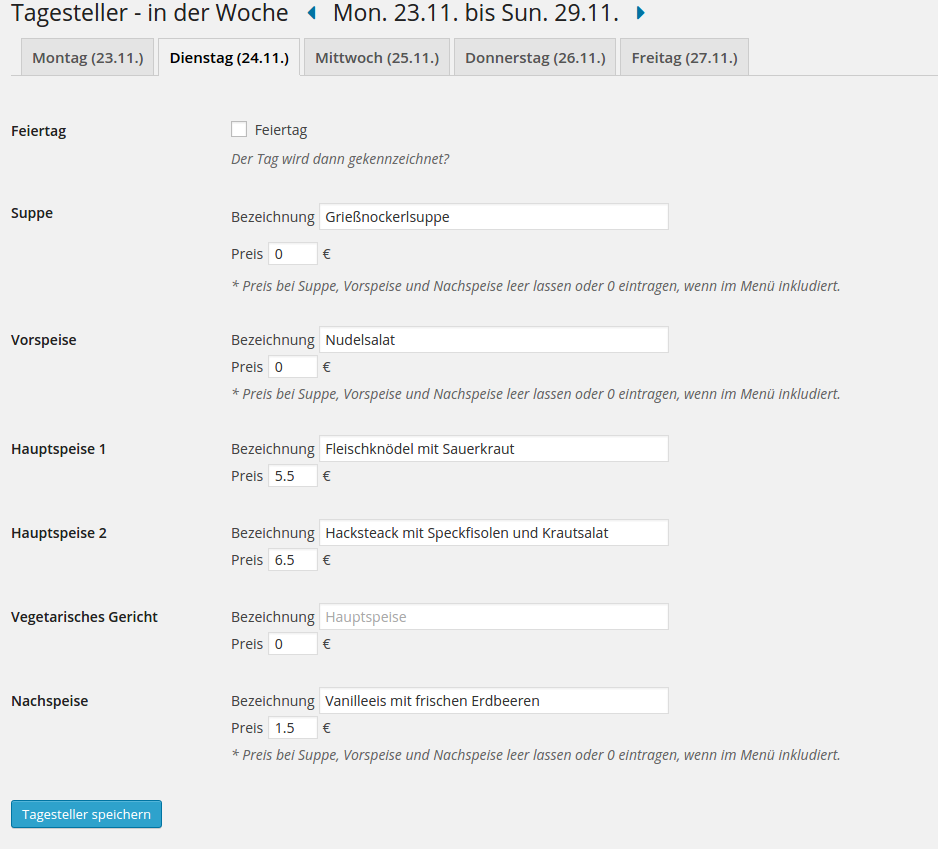 Tagesteller - in der Woche Mon. 23.11. bis Sun. 29.11.
Montag (23.11.) Dienstag (24.11.) Mittwoch (25.11.) Donnerstag (26.11.) Freitag (27.11.)
Feiertag Feiertag
Der Tag wird dann gekennzeichnet?
Suppe Bezeichnung Grießnockerlsuppe
Preis 0 €
* Preis bei Suppe, Vorspeise und Nachspeise leer lassen oder 0 eintragen, wenn im Menü inkludiert.
Vorspeise Bezeichnung Nudelsalat
Preis 0 €
* Preis bei Suppe, Vorspeise und Nachspeise leer lassen oder 0 eintragen, wenn im Menü inkludiert.
Hauptspeise 1 Bezeichnung Fleischknödel mit Sauerkraut
Preis 5.5 €
Hauptspeise 2 Bezeichnung Hacksteack mit Speckfisolen und Krautsalat
Preis 6.5 €
Vegetarisches Gericht Bezeichnung Hauptspeise
Preis 0 €
Nachspeise Bezeichnung Vanilleeis mit frischen Erdbeeren
Preis 1.5 €
* Preis bei Suppe, Vorspeise und Nachspeise leer lassen oder 0 eintragen, wenn im Menü inkludiert.
Tagesteller speichern